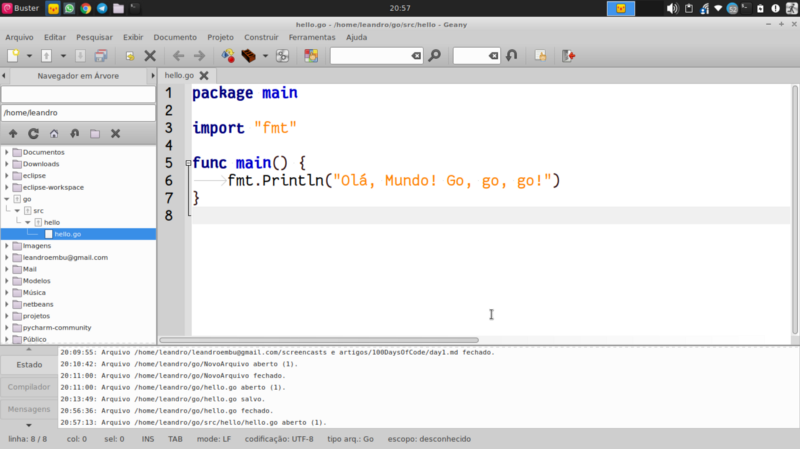 Buster
20:57
hello.go - /home/leandro/go/src/hello - Geany
Arquivo Editar Pesquisar Exibir Documento Projeto Construir Ferramentas Ajuda
Navegador em Árvore
/home/leandro
Documentos
Downloads
eclipse
eclipse-workspace
go
src
hello
hello.go
Imagens
leandroembu@gmail.com
Mail
Modelos
Música
netbeans
projetos
pycharm-community
Público
hello.go
1 package main
2
3 import "fmt"
4
5 func main() {
6 fmt.Println("Olá, Mundo! Go, go, go!")
7 }
8
Estado
Compilador
Mensagens
20:09:55: Arquivo /home/leandro/leandroembu@gmail.com/screencasts e artigos/100DaysOfCode/day1.md fechado.
20:10:42: Arquivo /home/leandro/go/NovoArquivo aberto (1).
20:11:00: Arquivo /home/leandro/go/NovoArquivo fechado.
20:11:00: Arquivo /home/leandro/go/hello.go aberto (1).
20:13:49: Arquivo /home/leandro/go/hello.go salvo.
20:56:36: Arquivo /home/leandro/go/hello.go fechado.
20:57:13: Arquivo /home/leandro/go/src/hello/hello.go aberto (1).
linha: 8 / 8 col: 0 sel: 0 INS TAB mode: LF codificação: UTF-8 tipo arq.: Go escopo: desconhecido